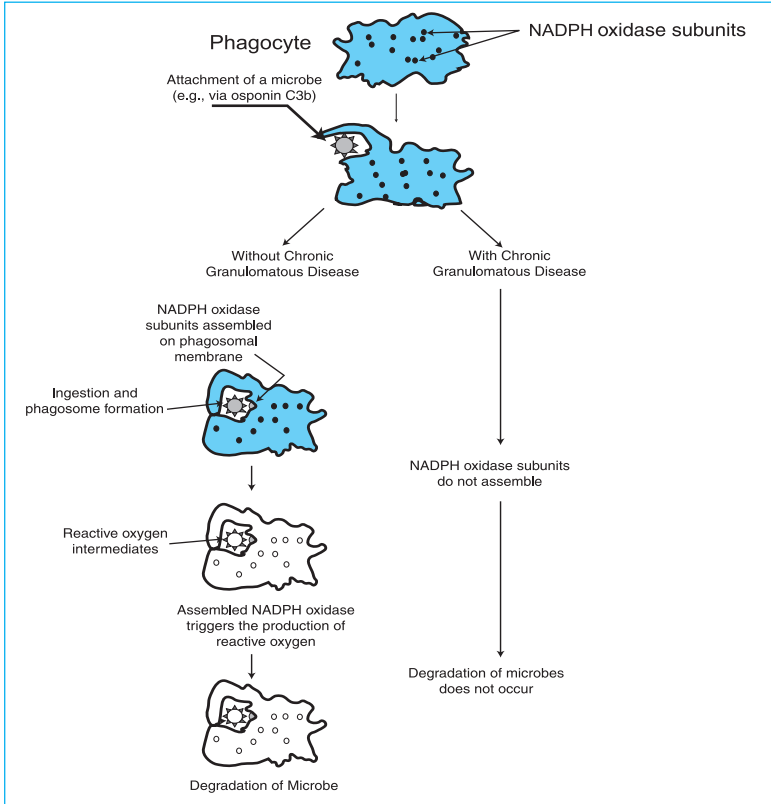 Phagocyte
NADPH oxidase subunits
Attachment of a microbe
(e.g., via osponin C3b)
Without Chronic
Granulomatous Disease
With Chronic
Granulomatous Disease
NADPH oxidase
subunits assembled
on phagosomal
membrane
Ingestion and
phagosome formation
NADPH oxidase subunits
do not assemble
Reactive oxygen
intermediates
Assembled NADPH oxidase
triggers the production of
reactive oxygen
Degradation of microbes
does not occur
Degradation of Microbe